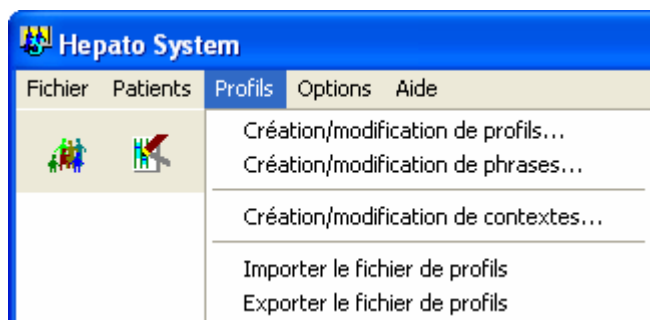 Hepato System
Fichier Patients Profils Options Aide
Création/modification de profils...
Création/modification de phrases...
Création/modification de contextes...
Importer le fichier de profils
Exporter le fichier de profils